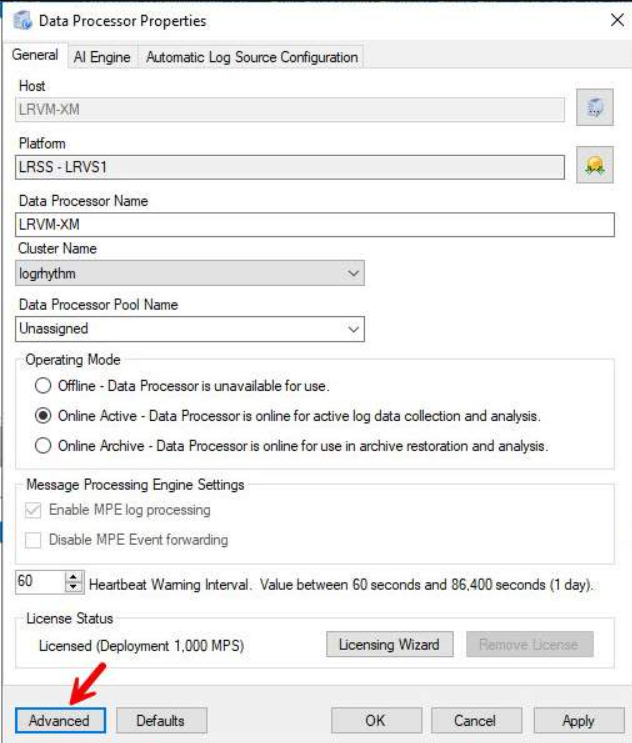 Data Processor Properties
General AI Engine Automatic Log Source Configuration
Host
LRVM-XM
Platform
LRSS - LRVS1
Data Processor Name
LRVM-XM
Cluster Name
logrhythm
Data Processor Pool Name
Unassigned
Operating Mode
Offline - Data Processor is unavailable for use.
Online Active - Data Processor is online for active log data collection and analysis.
Online Archive - Data Processor is online for use in archive restoration and analysis.
Message Processing Engine Settings
Enable MPE log processing
Disable MPE Event forwarding
60 Heartbeat Warning Interval. Value between 60 seconds and 86,400 seconds (1 day).
License Status
Licensed (Deployment 1,000 MPS) Licensing Wizard Remove License
Advanced Defaults OK Cancel Apply